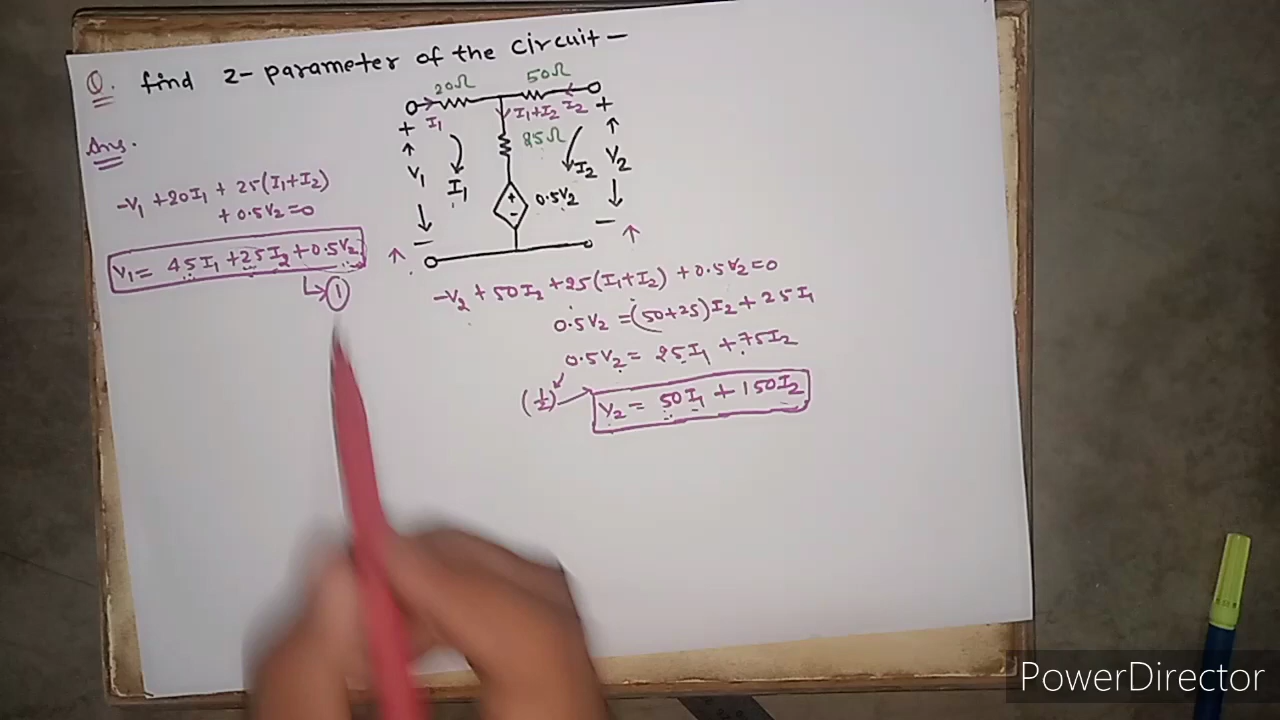 Q. find Z-parameter of the circuit-
20Ω 50Ω
I1 I1+I2 I2
+ +
25Ω
Ans.
V1 I1 I2 V2
+
-
0.5V2
- -
-V1 +20I1 + 25(I1+I2)
+ 0.5V2 = 0
V1 = 45I1 +25I2 +0.5V2
1
-V2 + 50I2 +25(I1+I2) +0.5V2=0
0.5V2 =(50+25)I2 + 25I1
0.5V2 = 25I1 +75I2
(1/2)
V2 = 50I1 + 150I2
PowerDirector